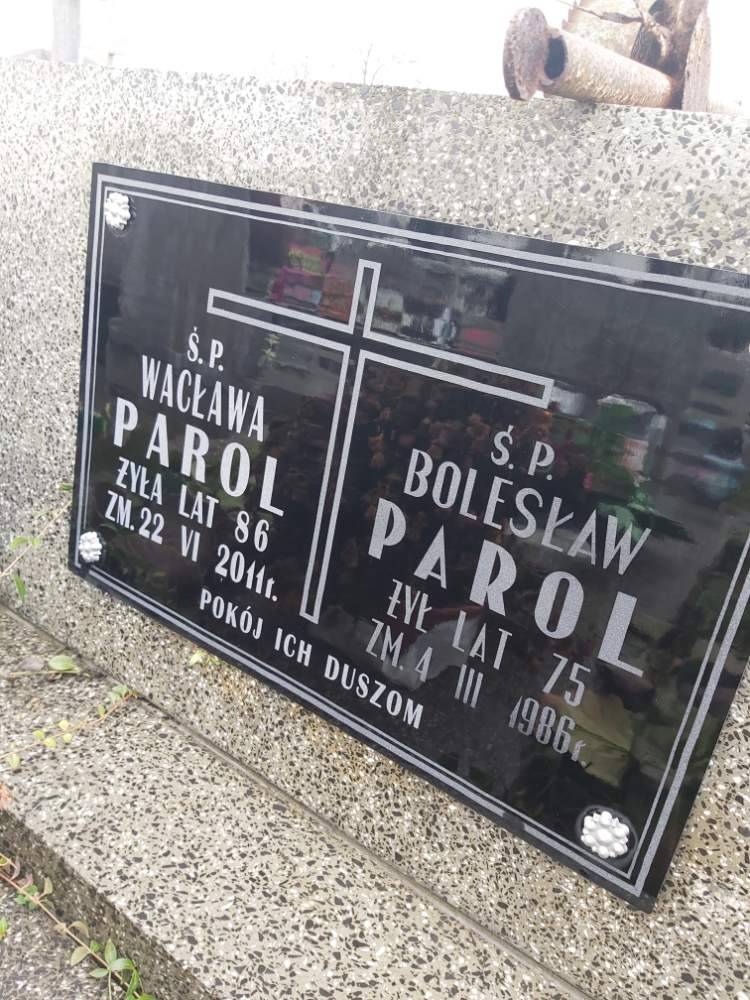 Ś. P.
WACŁAWA
PAROL
ŻYŁA LAT 86
ZM. 22 VI 2011r.
Ś. P.
BOLESŁAW
PAROL
ŻYŁ LAT 75
ZM. 4 III 1986r.
POKÓJ ICH DUSZOM